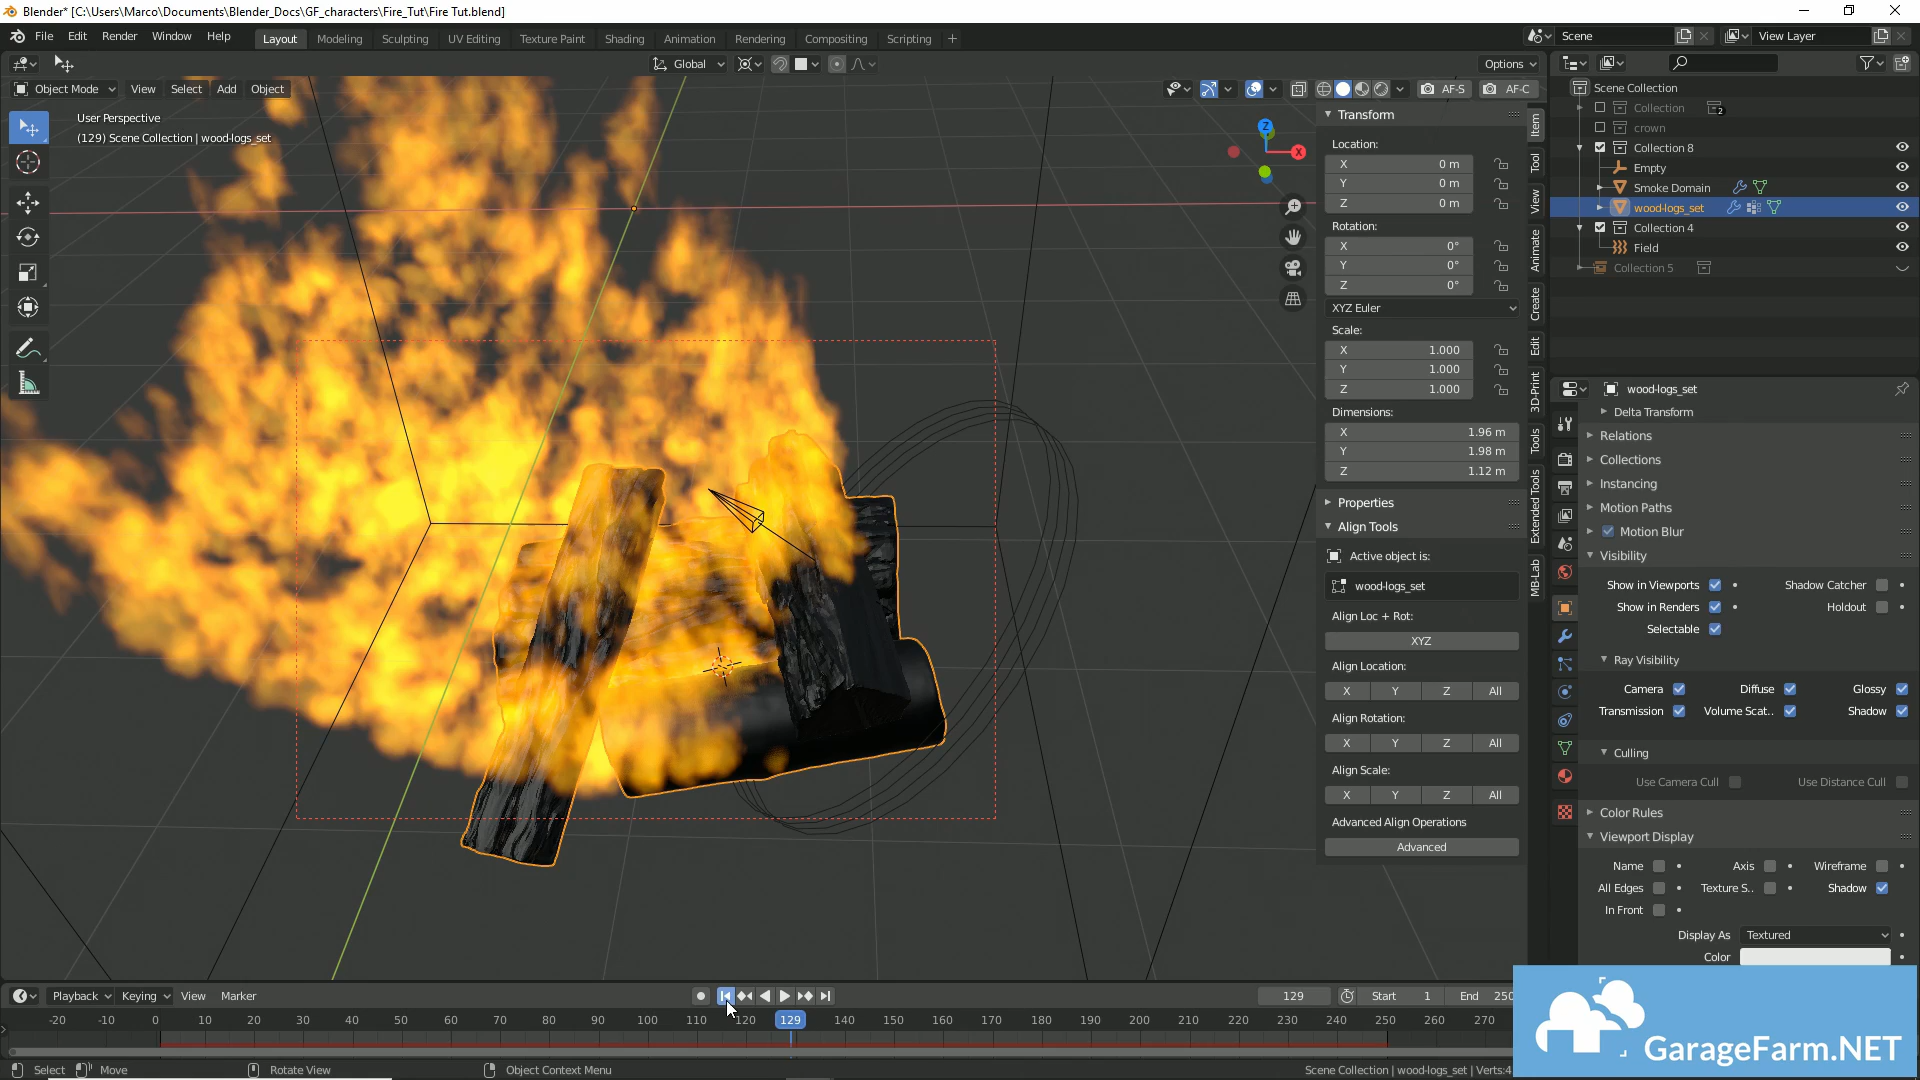 Blender* [C:\Users\Marco\Documents\Blender_Docs\GF_characters\Fire_Tut\Fire Tut.blend]
File Edit Render Window Help Layout Modeling Sculpting UV Editing Texture Paint Shading Animation Rendering Compositing Scripting + Scene View Layer
Global Options
Object Mode View Select Add Object AF-S AF-C
User Perspective
(129) Scene Collection | wood-logs_set
Z
X
Transform
Location:
X 0 m
Y 0 m
Z 0 m
Rotation:
X 0°
Y 0°
Z 0°
XYZ Euler
Scale:
X 1.000
Y 1.000
Z 1.000
Dimensions:
X 1.96 m
Y 1.98 m
Z 1.12 m
Properties
Align Tools
Active object is:
wood-logs_set
Align Loc + Rot:
XYZ
Align Location:
X Y Z All
Align Rotation:
X Y Z All
Align Scale:
X Y Z All
Advanced Align Operations
Advanced
Item
Tool
View
Animate
Create
Edit
3D-Print
Tools
Extended Tools
MB-Lab
Scene Collection
Collection 2
crown
Collection 8
Empty
Smoke Domain
wood-logs_set
Collection 4
Field
Collection 5
wood-logs_set
Delta Transform
Relations
Collections
Instancing
Motion Paths
Motion Blur
Visibility
Show in Viewports Shadow Catcher
Show in Renders Holdout
Selectable
Ray Visibility
Camera Diffuse Glossy
Transmission Volume Scat.. Shadow
Culling
Use Camera Cull Use Distance Cull
Color Rules
Viewport Display
Name Axis Wireframe
All Edges Texture S.. Shadow
In Front
Display As Textured
Color
Playback Keying View Marker 129 Start 1 End 250
-20 -10 0 10 20 30 40 50 60 70 80 90 100 110 120 129 140 150 160 170 180 190 200 210 220 230 240 250 260 270
Select Move Rotate View Object Context Menu Scene Collection | wood-logs_set | Verts:4
GarageFarm.NET